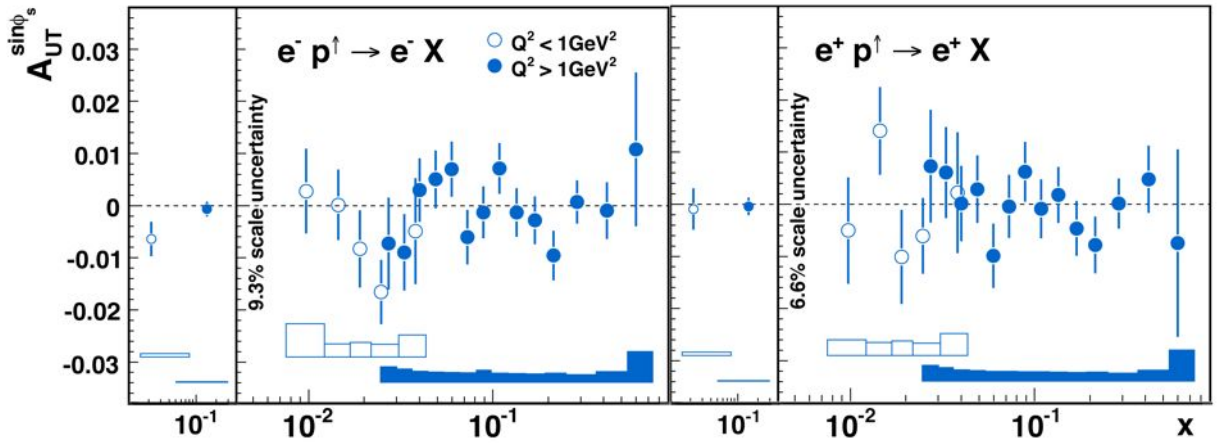 A_UT^sinφ_s
0.03
0.02
0.01
0
-0.01
-0.02
-0.03
9.3% scale uncertainty
e⁻ p↑ → e⁻ X
Q² < 1GeV²
Q² > 1GeV²
10⁻¹
10⁻²
10⁻¹
6.6% scale uncertainty
e⁺ p↑ → e⁺ X
10⁻¹
10⁻²
10⁻¹
x